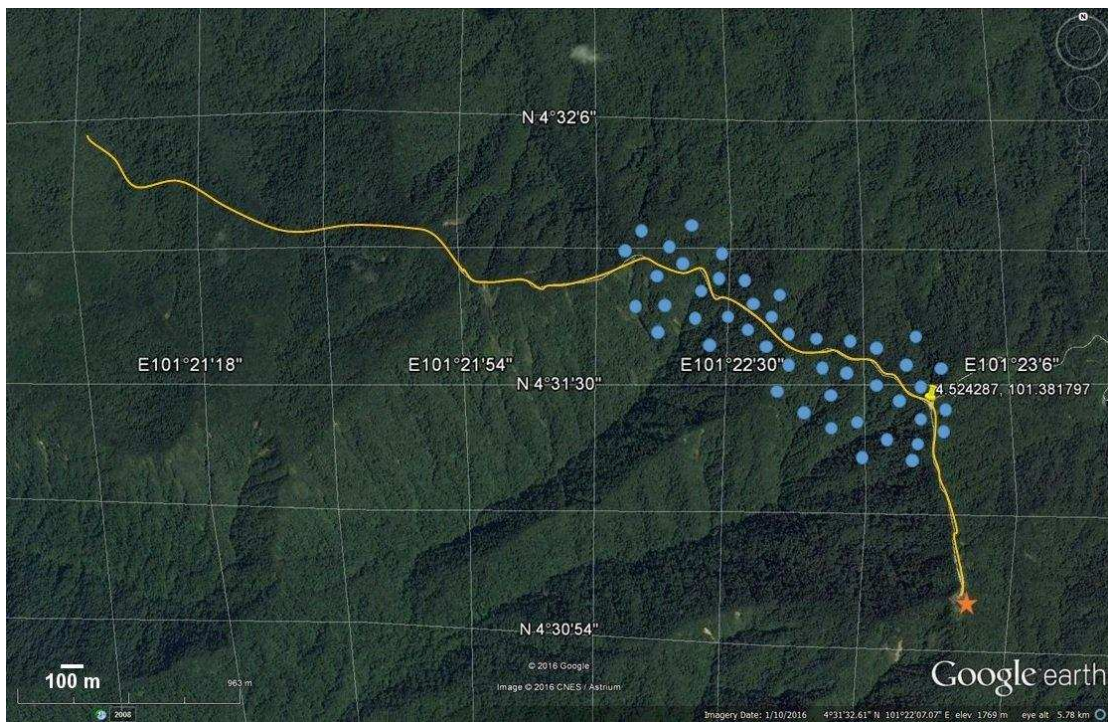 N
N 4°32'6"
E101°21'18"
E101°21'54"
E101°22'30"
E101°23'6"
N 4°31'30"
4.524287, 101.381797
N 4°30'54"
© 2016 Google
Image © 2016 CNES / Astrium
Google earth
100 m
963 m
2008
Imagery Date: 1/10/2016 4°31'32.61" N 101°22'07.07" E elev 1769 m eye alt 5.78 km